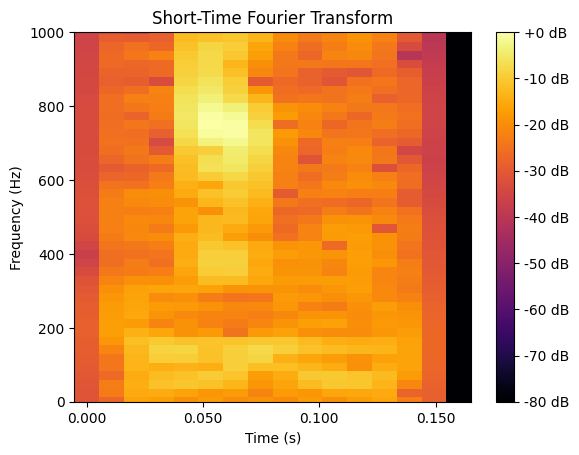 Short-Time Fourier Transform
Frequency (Hz)
1000
800
600
400
200
0
0.000
0.050
0.100
0.150
Time (s)
+0 dB
-10 dB
-20 dB
-30 dB
-40 dB
-50 dB
-60 dB
-70 dB
-80 dB